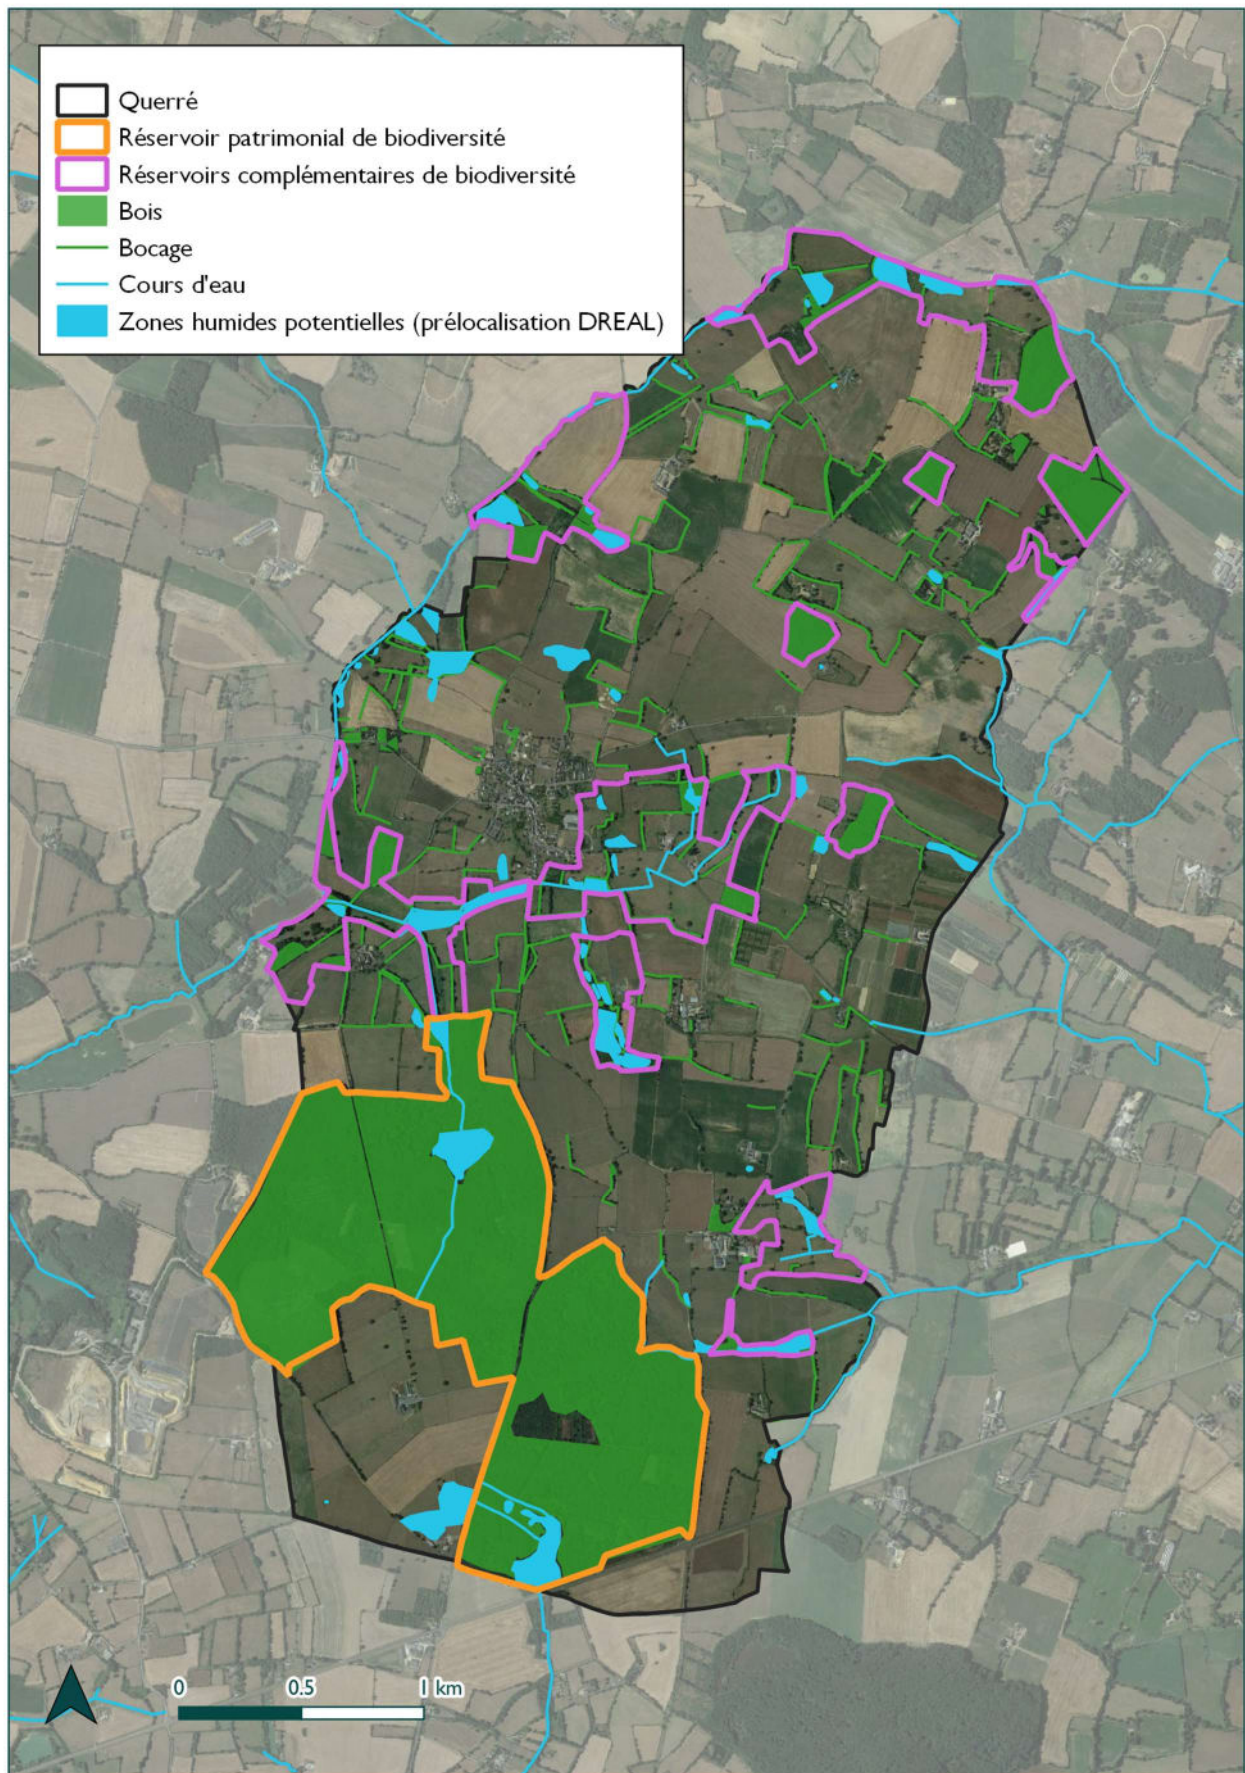 Querré
Réservoir patrimonial de biodiversité
Réservoirs complémentaires de biodiversité
Bois
Bocage
Cours d'eau
Zones humides potentielles (prélocalisation DREAL)
0 0.5 1 km